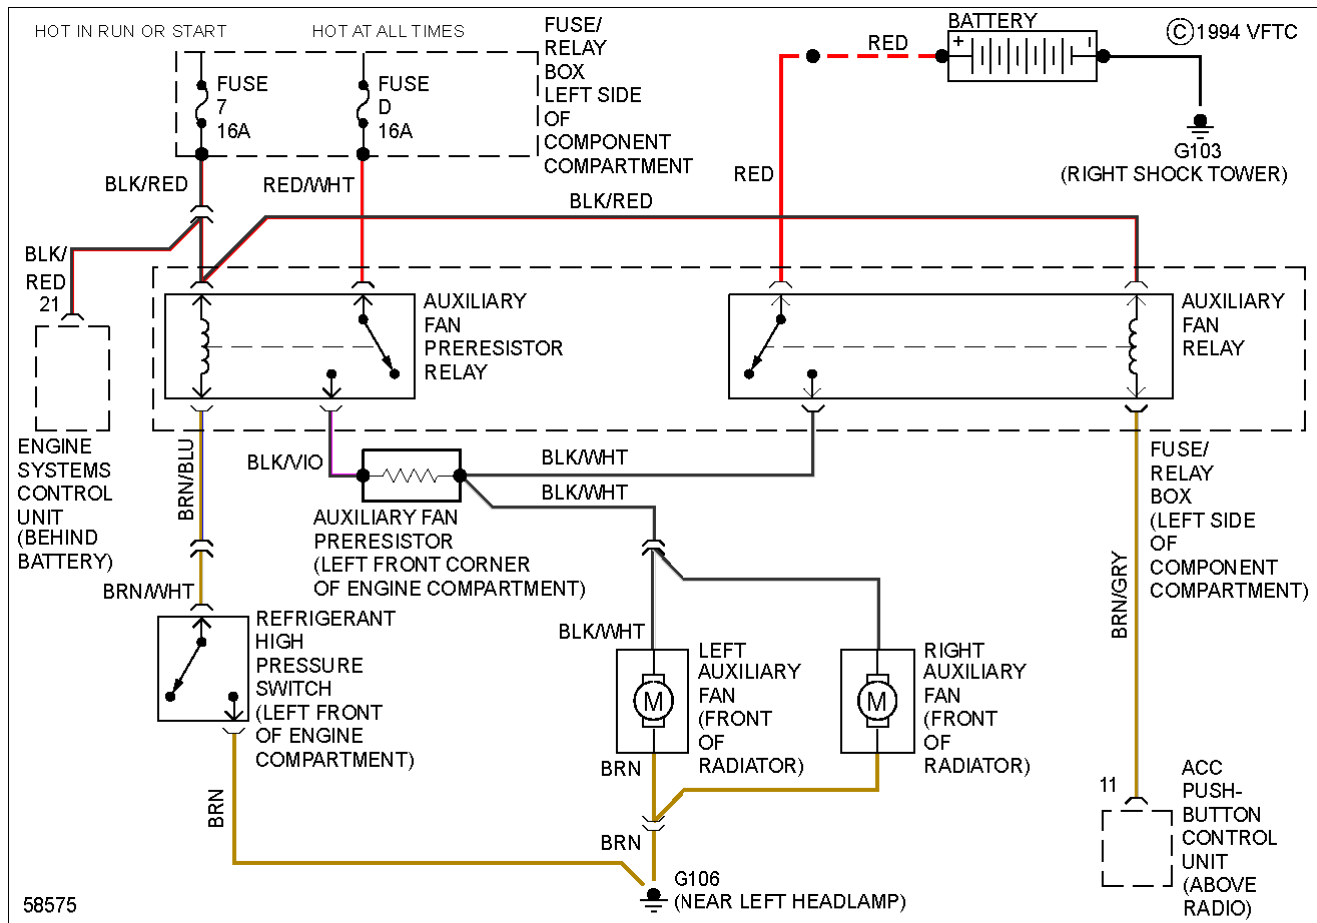 HOT IN RUN OR START
HOT AT ALL TIMES
FUSE/
RELAY
BOX
LEFT SIDE
OF
COMPONENT
COMPARTMENT
FUSE
7
16A
FUSE
D
16A
BATTERY
+
I
RED
© 1994 VFTC
G103
(RIGHT SHOCK TOWER)
BLK/RED
RED/WHT
BLK/RED
RED
BLK/
RED
21
AUXILIARY
FAN
PRERESISTOR
RELAY
AUXILIARY
FAN
RELAY
ENGINE
SYSTEMS
CONTROL
UNIT
(BEHIND
BATTERY)
BRN/BLU
BLK/VIO
BLK/WHT
BLK/WHT
AUXILIARY FAN
PRERESISTOR
(LEFT FRONT CORNER
OF ENGINE COMPARTMENT)
FUSE/
RELAY
BOX
(LEFT SIDE
OF
COMPONENT
COMPARTMENT)
BRN/GRY
BRN/WHT
REFRIGERANT
HIGH
PRESSURE
SWITCH
(LEFT FRONT
OF ENGINE
COMPARTMENT)
BLK/WHT
LEFT
AUXILIARY
FAN
(FRONT
OF
RADIATOR)
M
RIGHT
AUXILIARY
FAN
(FRONT
OF
RADIATOR)
M
BRN
BRN
BRN
11
ACC
PUSH-
BUTTON
CONTROL
UNIT
(ABOVE
RADIO)
G106
(NEAR LEFT HEADLAMP)
58575